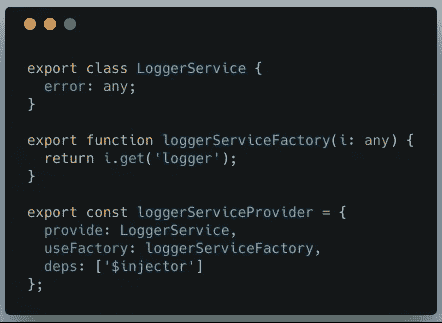 export class LoggerService {
  error: any;
}

export function loggerServiceFactory(i: any) {
  return i.get('logger');
}

export const loggerServiceProvider = {
  provide: LoggerService,
  useFactory: loggerServiceFactory,
  deps: ['$injector']
};